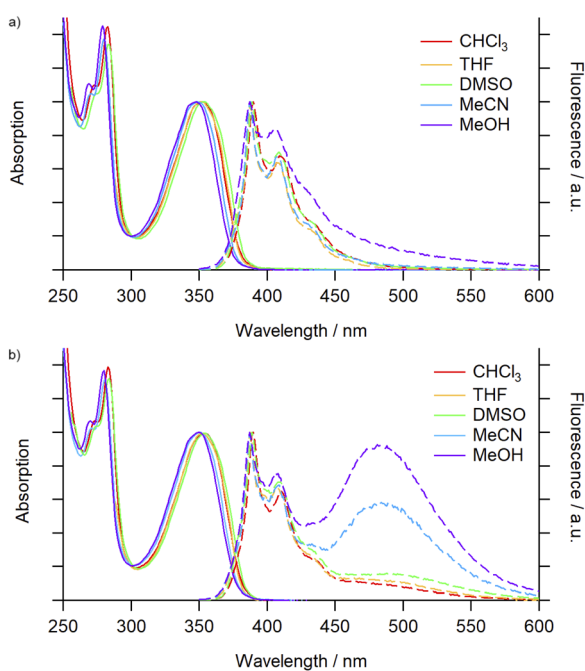 a)
CHCl₃
THF
DMSO
MeCN
MeOH
Absorption
Fluorescence / a.u.
250 300 350 400 450 500 550 600
Wavelength / nm
b)
CHCl₃
THF
DMSO
MeCN
MeOH
Absorption
Fluorescence / a.u.
250 300 350 400 450 500 550 600
Wavelength / nm